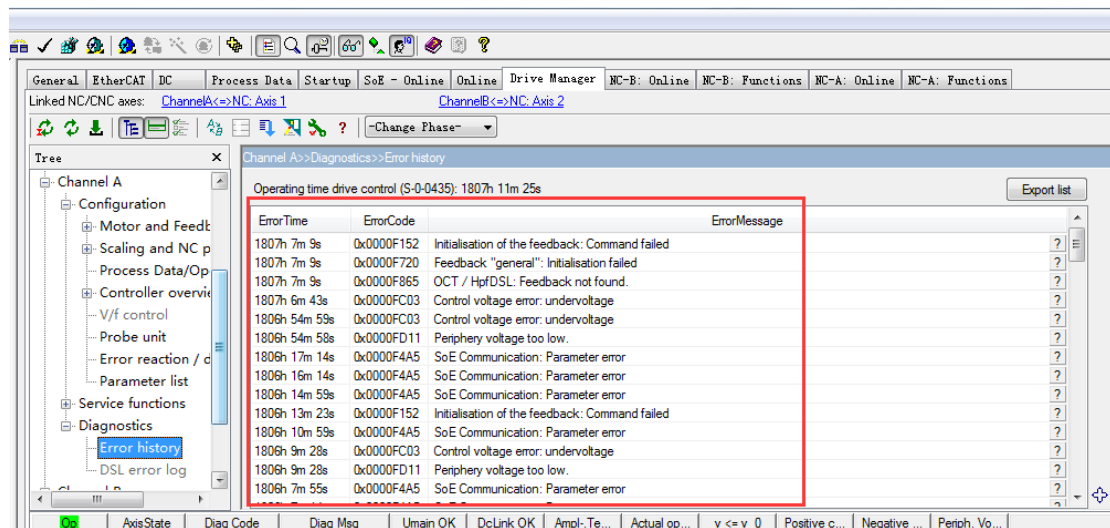 General EtherCAT DC Process Data Startup SoE - Online Online Drive Manager NC-B: Online NC-B: Functions NC-A: Online NC-A: Functions
Linked NC/CNC axes: ChannelA<=>NC: Axis 1 ChannelB<=>NC: Axis 2
-Change Phase-
Tree x Channel A>>Diagnostics>>Error history
Channel A
Configuration
Motor and Feedb
Scaling and NC p
Process Data/Op
Controller overvie
V/f control
Probe unit
Error reaction / d
Parameter list
Service functions
Diagnostics
Error history
DSL error log
Operating time drive control (S-0-0435): 1807h 11m 25s Export list
ErrorTime ErrorCode ErrorMessage
1807h 7m 9s 0x0000F152 Initialisation of the feedback: Command failed ?
1807h 7m 9s 0x0000F720 Feedback "general": Initialisation failed ?
1807h 7m 9s 0x0000F865 OCT / HpfDSL: Feedback not found. ?
1807h 6m 43s 0x0000FC03 Control voltage error: undervoltage ?
1806h 54m 59s 0x0000FC03 Control voltage error: undervoltage ?
1806h 54m 58s 0x0000FD11 Periphery voltage too low. ?
1806h 17m 14s 0x0000F4A5 SoE Communication: Parameter error ?
1806h 16m 14s 0x0000F4A5 SoE Communication: Parameter error ?
1806h 14m 59s 0x0000F4A5 SoE Communication: Parameter error ?
1806h 13m 23s 0x0000F152 Initialisation of the feedback: Command failed ?
1806h 10m 59s 0x0000F4A5 SoE Communication: Parameter error ?
1806h 9m 28s 0x0000FC03 Control voltage error: undervoltage ?
1806h 9m 28s 0x0000FD11 Periphery voltage too low. ?
1806h 7m 55s 0x0000F4A5 SoE Communication: Parameter error ?
Op AxisState Diag Code Diag Msg Umain OK DcLink OK Ampl-.Te... Actual op... v <= v_0 Positive c... Negative ... Periph. Vo...